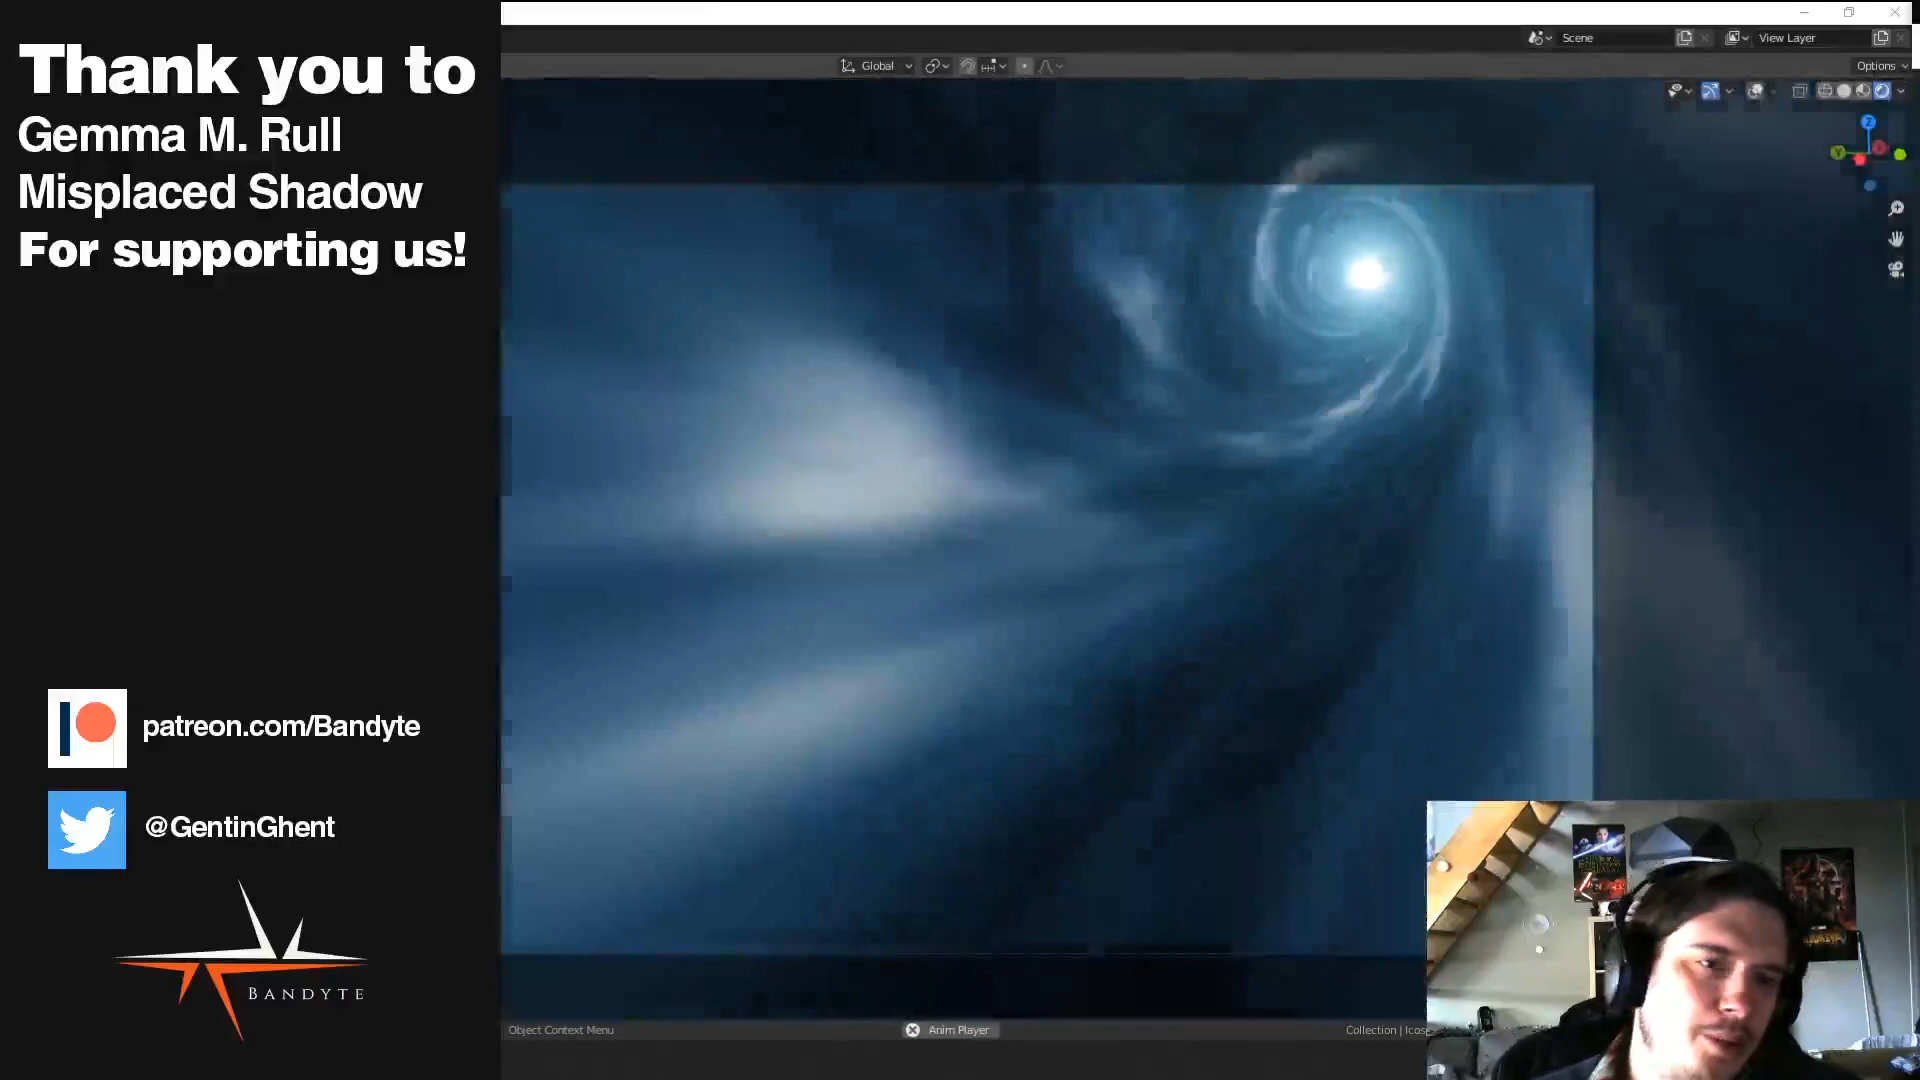 Thank you to
Gemma M. Rull
Misplaced Shadow
For supporting us!
patreon.com/Bandyte
@GentinGhent
BANDYTE
Scene
View Layer
Global
Options
Z
Y
Object Context Menu
Anim Player
Collection | Icos